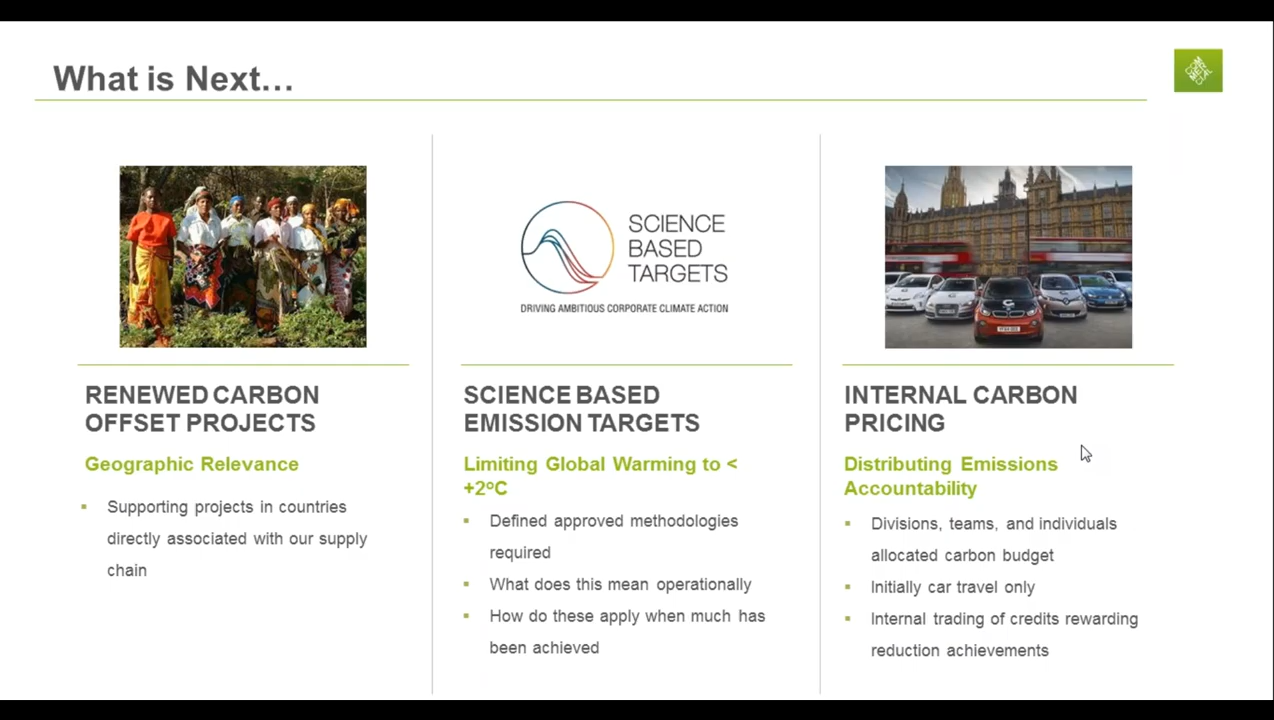 What is Next…
COM
MER
CIAL
SCIENCE
BASED
TARGETS
DRIVING AMBITIOUS CORPORATE CLIMATE ACTION
RENEWED CARBON
OFFSET PROJECTS
Geographic Relevance
Supporting projects in countries
directly associated with our supply
chain
SCIENCE BASED
EMISSION TARGETS
Limiting Global Warming to <
+2ºC
Defined approved methodologies
required
What does this mean operationally
How do these apply when much has
been achieved
INTERNAL CARBON
PRICING
Distributing Emissions
Accountability
Divisions, teams, and individuals
allocated carbon budget
Initially car travel only
Internal trading of credits rewarding
reduction achievements